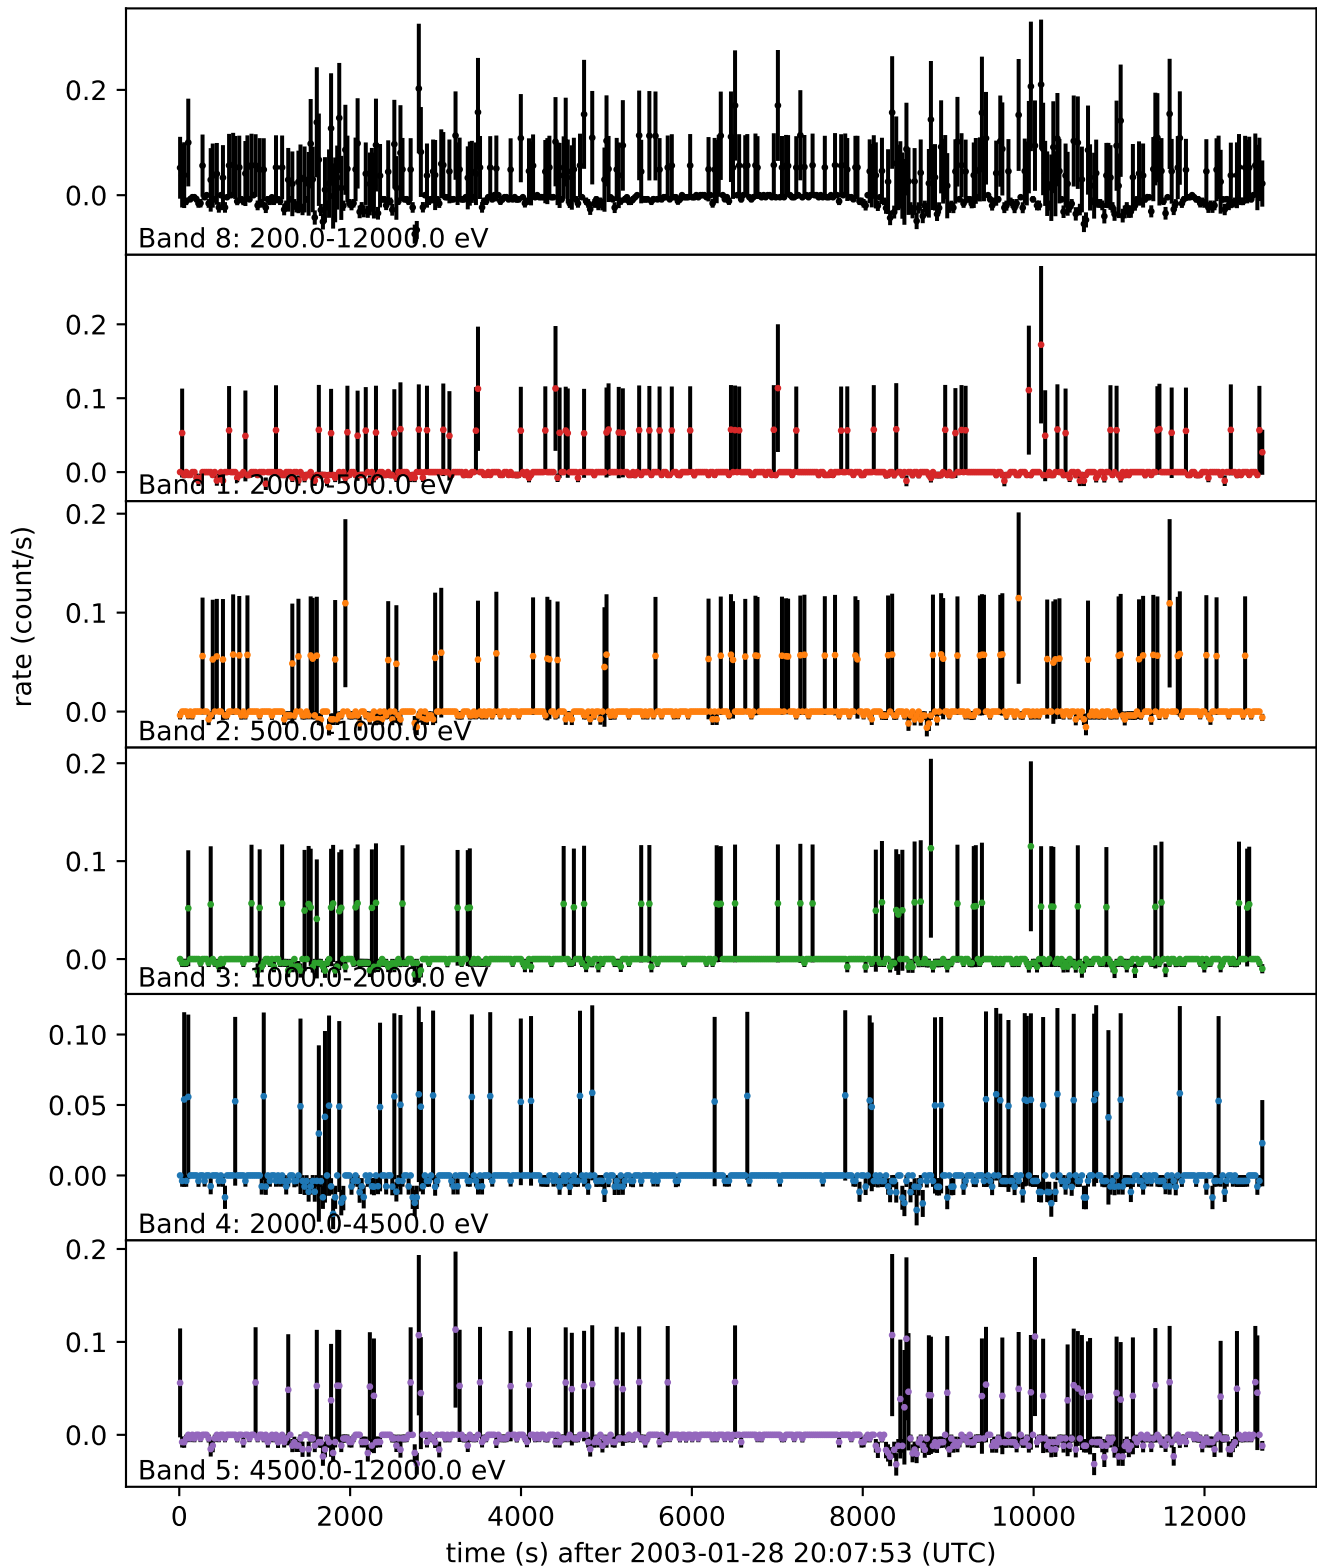 0.2
0.0
Band 8: 200.0-12000.0 eV
0.2
0.1
0.0
Band 1: 200.0-500.0 eV
0.2
0.1
0.0
Band 2: 500.0-1000.0 eV
rate (count/s)
0.2
0.1
0.0
Band 3: 1000.0-2000.0 eV
0.10
0.05
0.00
Band 4: 2000.0-4500.0 eV
0.2
0.1
0.0
Band 5: 4500.0-12000.0 eV
0 2000 4000 6000 8000 10000 12000
time (s) after 2003-01-28 20:07:53 (UTC)